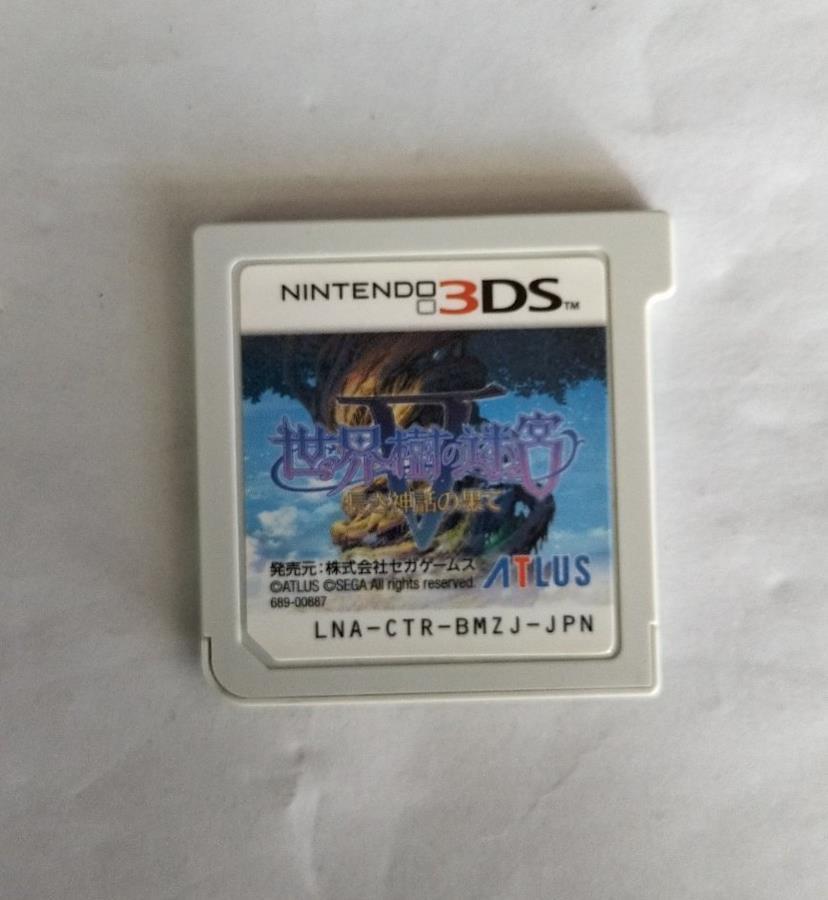 NINTENDO 3DS™
V
世界樹の迷宮
長き神話の果て
発売元：株式会社セガゲームス
©ATLUS ©SEGA All rights reserved.
ATLUS
689-00887
LNA-CTR-BMZJ-JPN